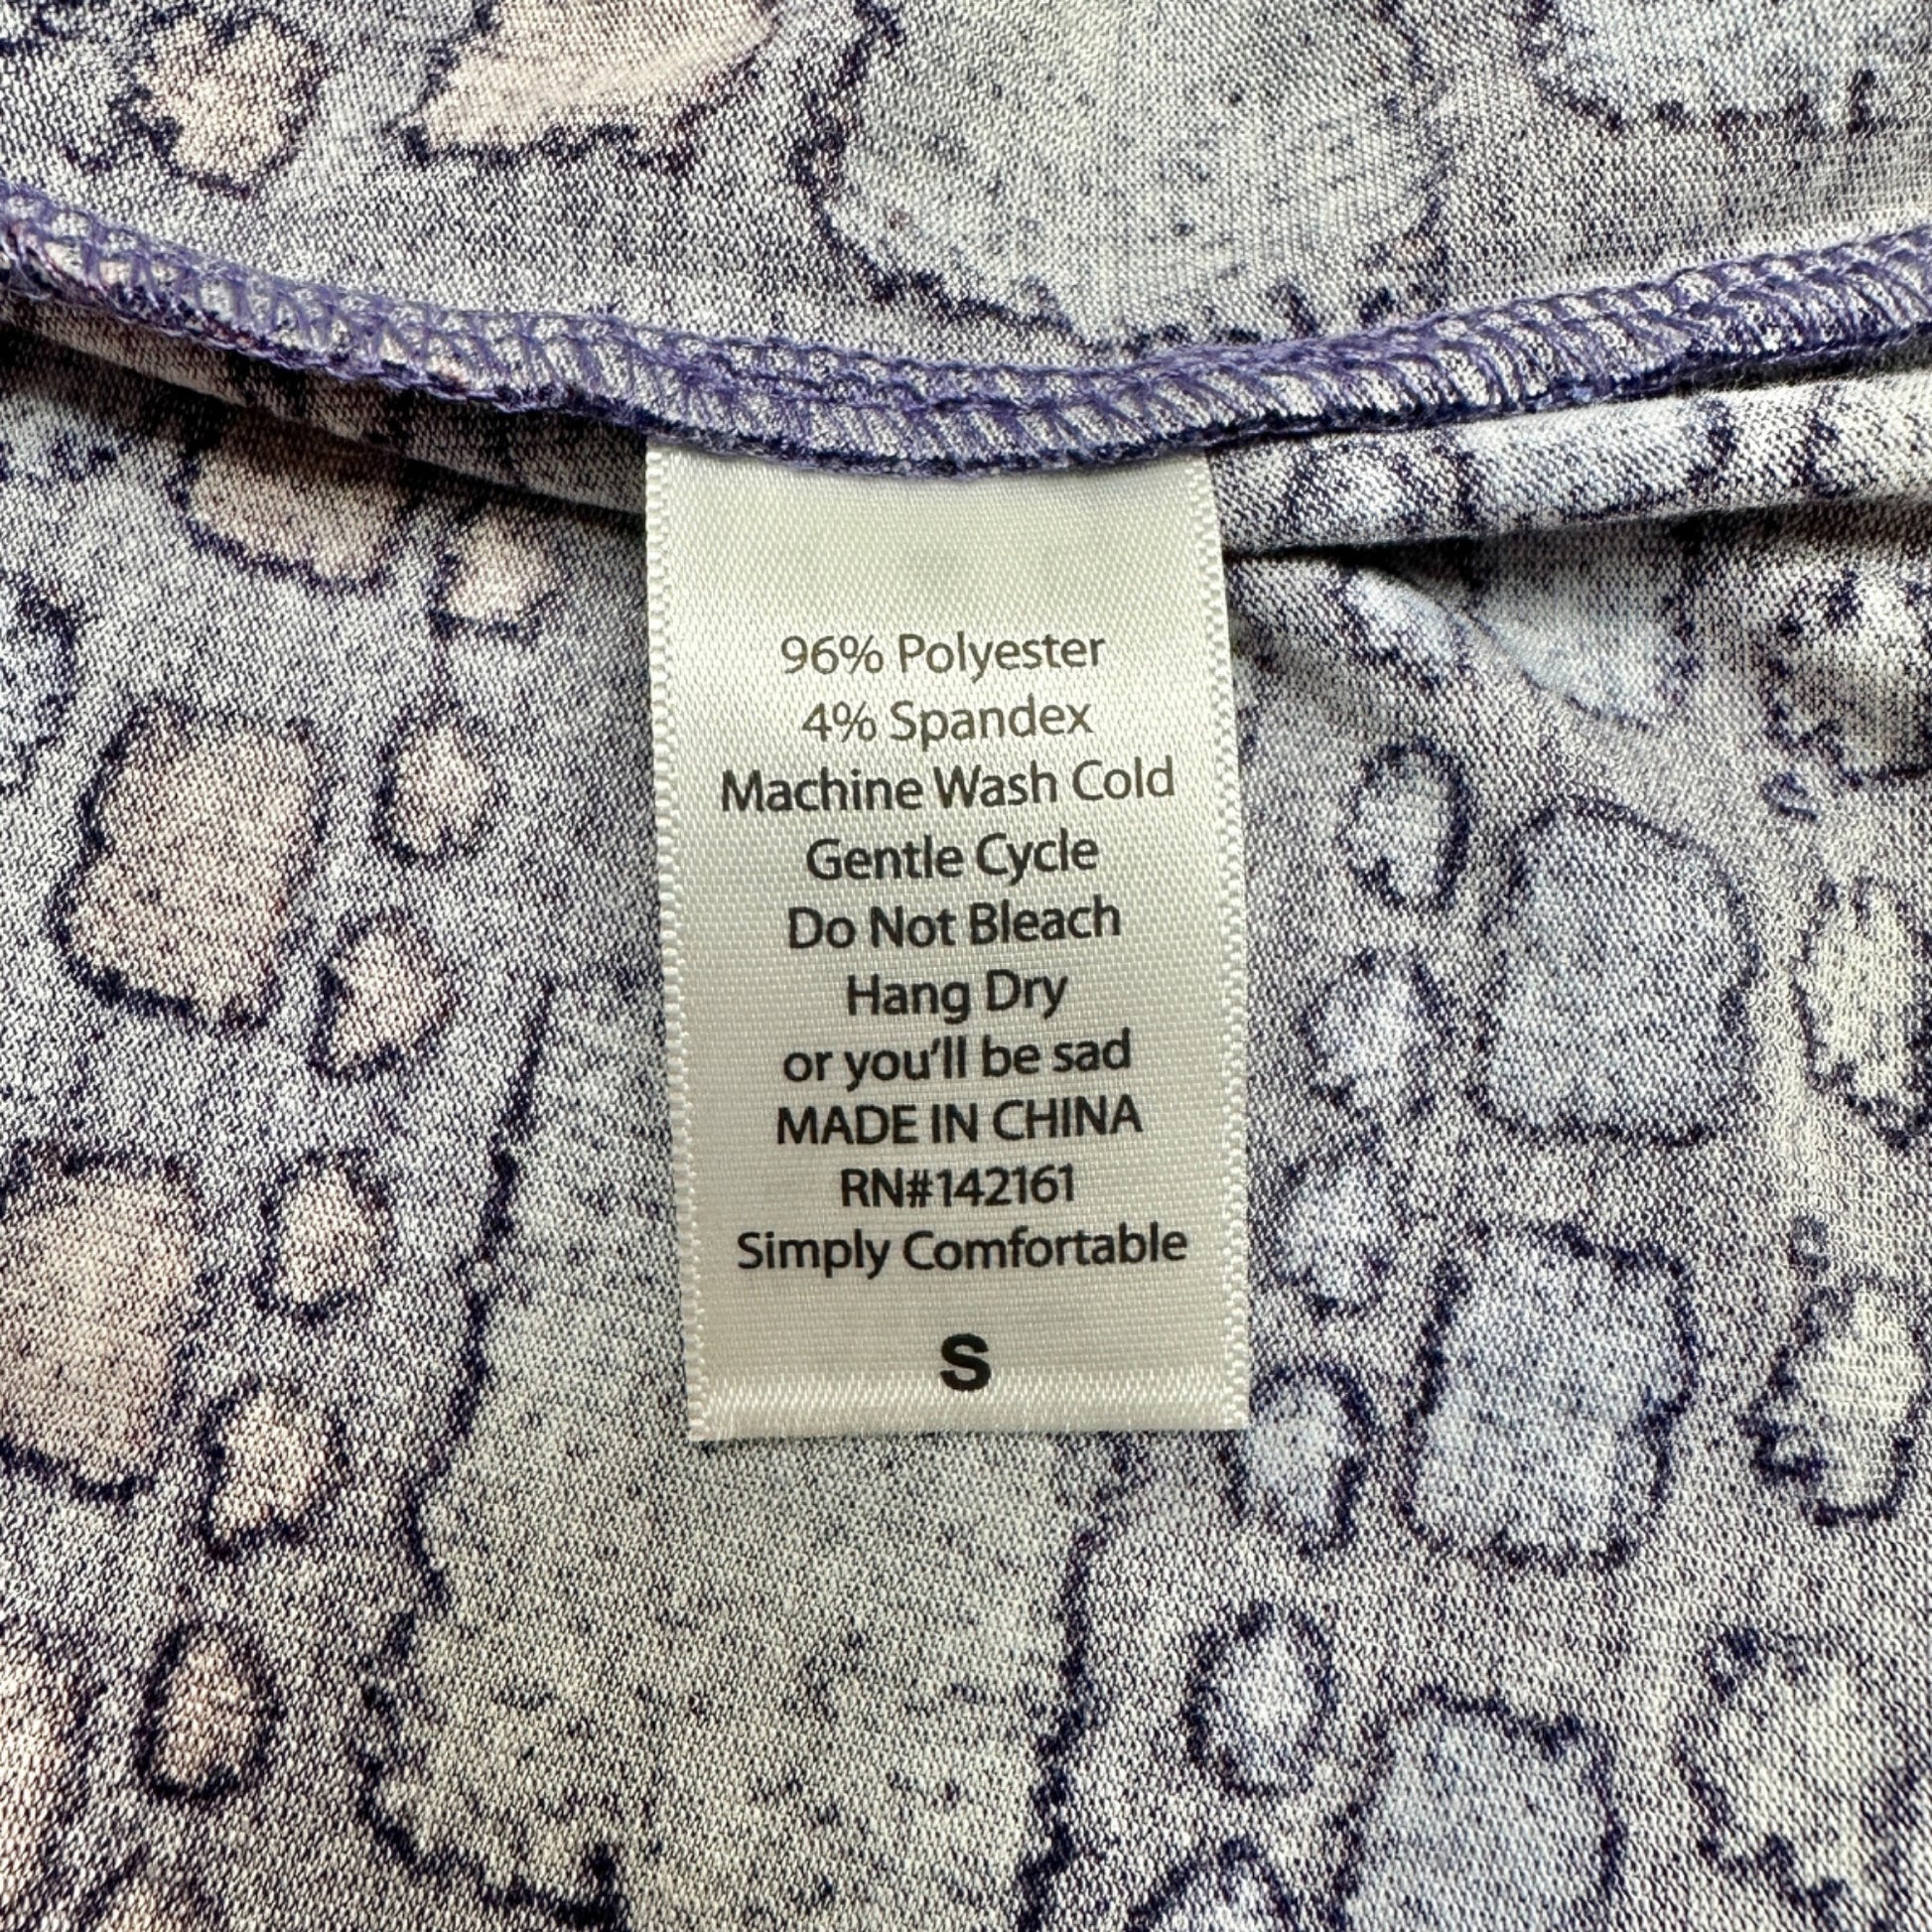 96% Polyester
4% Spandex
Machine Wash Cold
Gentle Cycle
Do Not Bleach
Hang Dry
or you'll be sad
MADE IN CHINA
RN#142161
Simply Comfortable
S